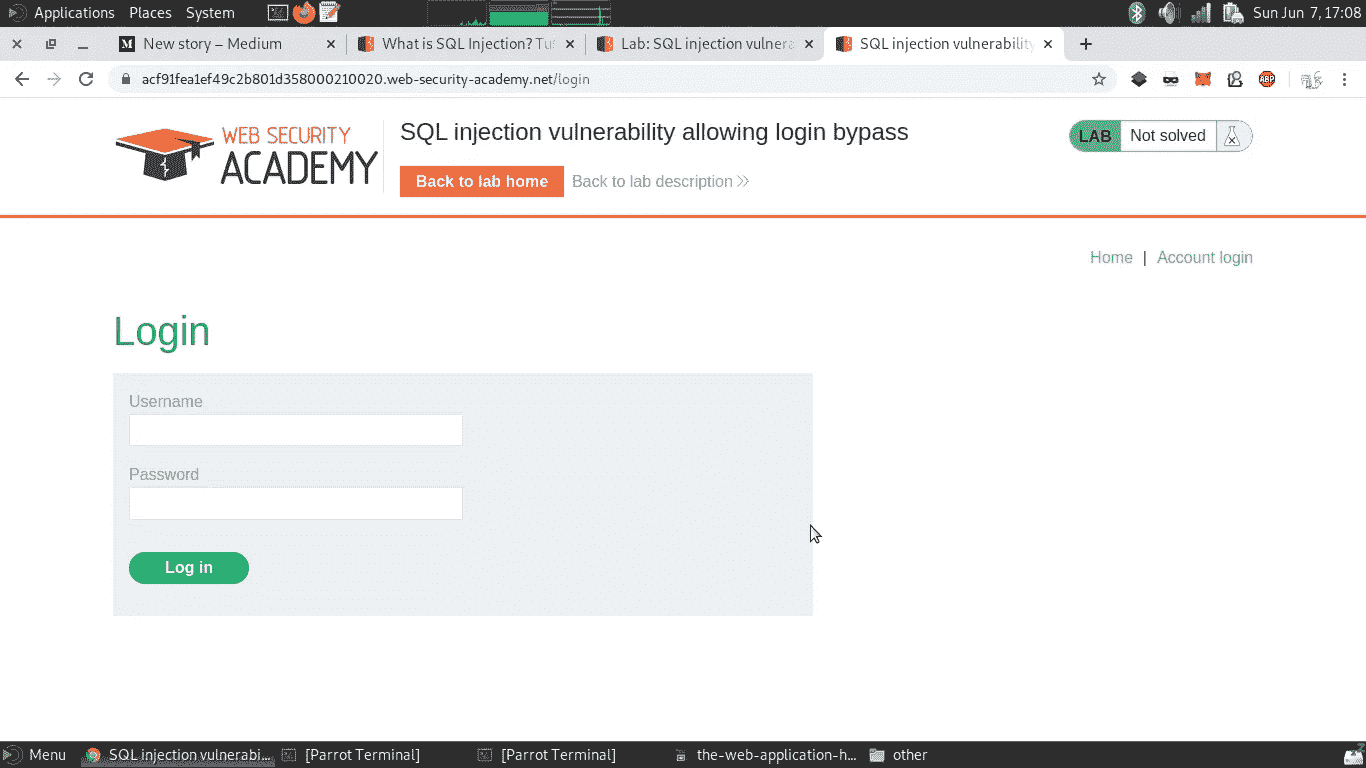 Applications Places System Sun Jun 7, 17:08
New story – Medium What is SQL Injection? Tu Lab: SQL injection vulnera SQL injection vulnerability
acf91fea1ef49c2b801d358000210020.web-security-academy.net/login
ABP
WEB SECURITY
ACADEMY
SQL injection vulnerability allowing login bypass
Back to lab home Back to lab description
LAB Not solved
Home | Account login
Login
Username
Password
Log in
Menu SQL injection vulnerabi... [Parrot Terminal] [Parrot Terminal] the-web-application-h... other